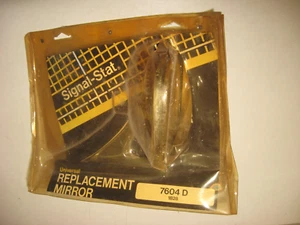 Signal-Stat.
Universal
REPLACEMENT
MIRROR
7604 D